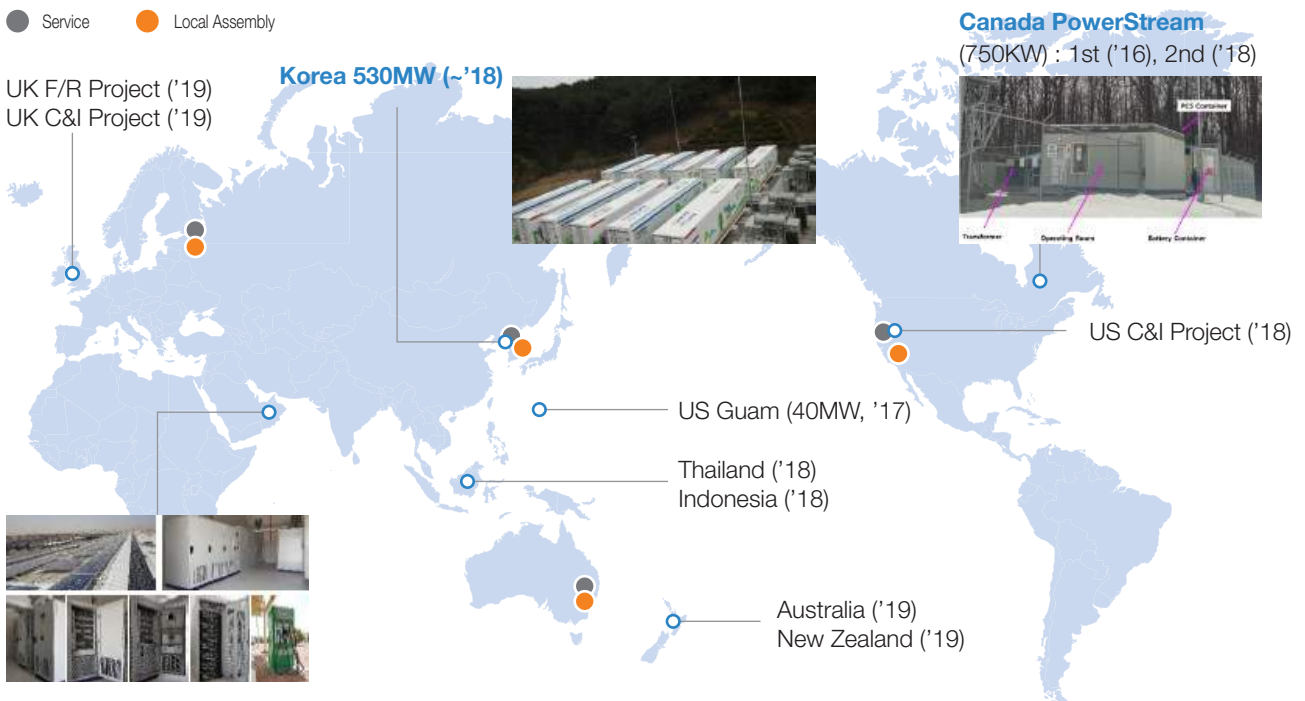 Service
Local Assembly
UK F/R Project (’19)
UK C&I Project (’19)
Korea 530MW (~’18)
Canada PowerStream
(750KW) : 1st (’16), 2nd (’18)
PCS Container
Transformer
Operating Room
Battery Container
US C&I Project (’18)
US Guam (40MW, ’17)
Thailand (’18)
Indonesia (’18)
Australia (’19)
New Zealand (’19)